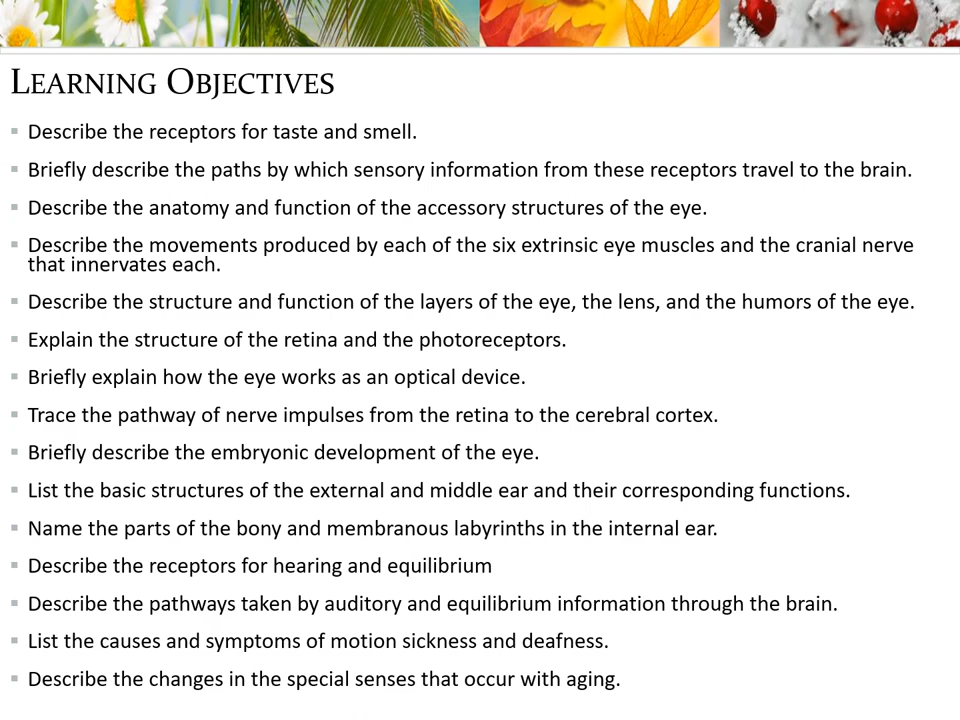 Learning Objectives
▪ Describe the receptors for taste and smell.
▪ Briefly describe the paths by which sensory information from these receptors travel to the brain.
▪ Describe the anatomy and function of the accessory structures of the eye.
▪ Describe the movements produced by each of the six extrinsic eye muscles and the cranial nerve
that innervates each.
▪ Describe the structure and function of the layers of the eye, the lens, and the humors of the eye.
▪ Explain the structure of the retina and the photoreceptors.
▪ Briefly explain how the eye works as an optical device.
▪ Trace the pathway of nerve impulses from the retina to the cerebral cortex.
▪ Briefly describe the embryonic development of the eye.
▪ List the basic structures of the external and middle ear and their corresponding functions.
▪ Name the parts of the bony and membranous labyrinths in the internal ear.
▪ Describe the receptors for hearing and equilibrium
▪ Describe the pathways taken by auditory and equilibrium information through the brain.
▪ List the causes and symptoms of motion sickness and deafness.
▪ Describe the changes in the special senses that occur with aging.